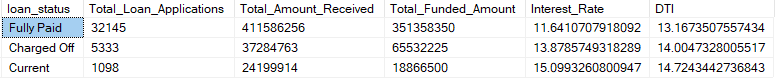 loan_status Total_Loan_Applications Total_Amount_Received Total_Funded_Amount Interest_Rate DTI
Fully Paid 32145 411586256 351358350 11.6410707918092 13.1673507557434
Charged Off 5333 37284763 65532225 13.8785749318289 14.0047328005517
Current 1098 24199914 18866500 15.0993260800947 14.7243442736843